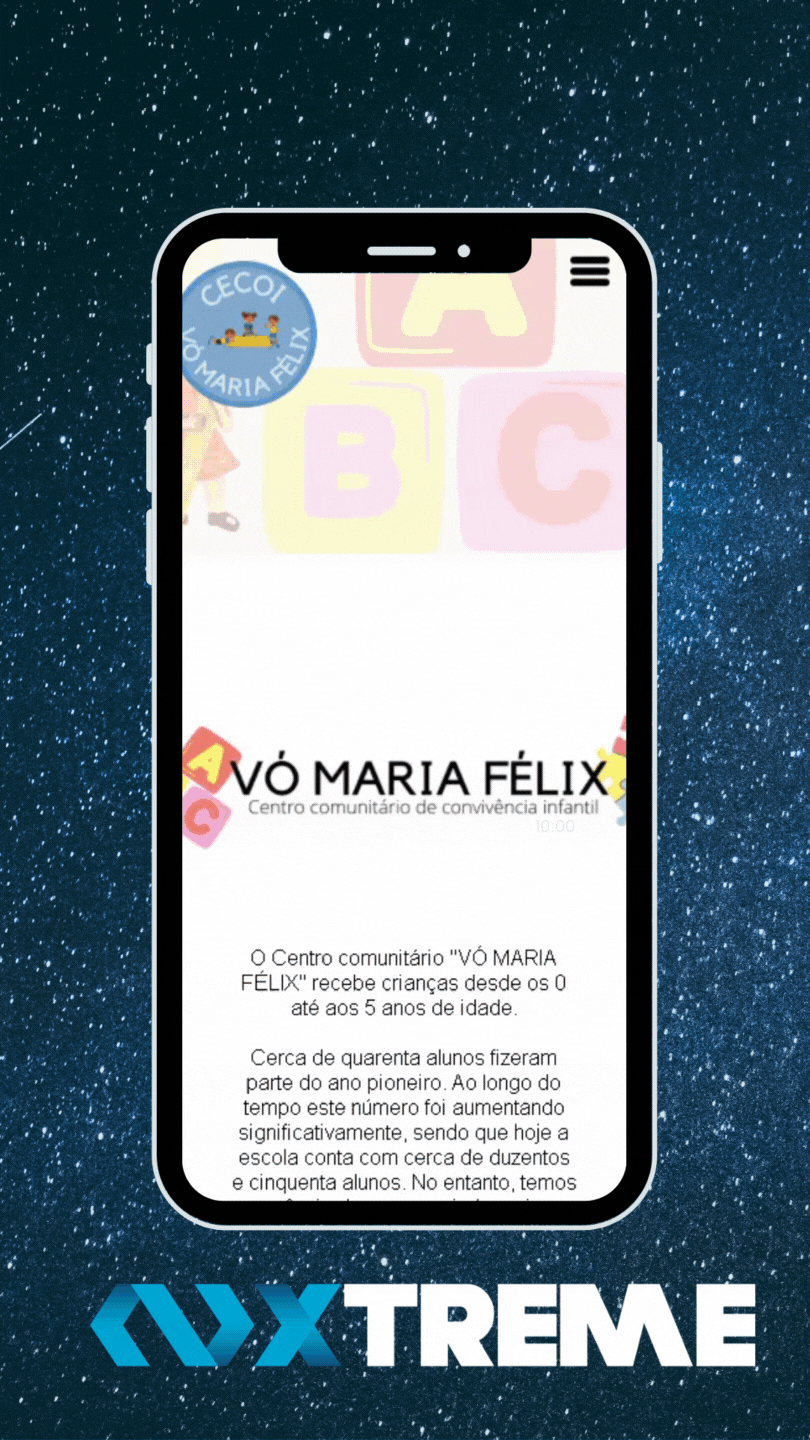 CECOI
VÓ MARIA FÉLIX
A
B
C
A
C
VÓ MARIA FÉLIX
Centro comunitário de convivência infantil
10:00
O Centro comunitário "VÓ MARIA
FÉLIX" recebe crianças desde os 0
até aos 5 anos de idade.
Cerca de quarenta alunos fizeram
parte do ano pioneiro. Ao longo do
tempo este número foi aumentando
significativamente, sendo que hoje a
escola conta com cerca de duzentos
e cinquenta alunos. No entanto, temos
XTREME